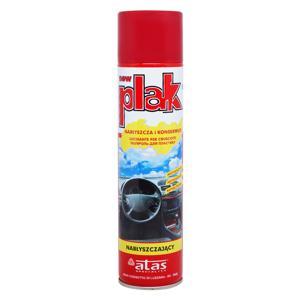 new
plak
NABŁYSZCZA I KONSERWUJE
LUCIDANTE PER CRUSCOTTI
ПОЛИРОЛЬ ДЛЯ ПЛАСТИКА
NABŁYSZCZAJĄCY
atas